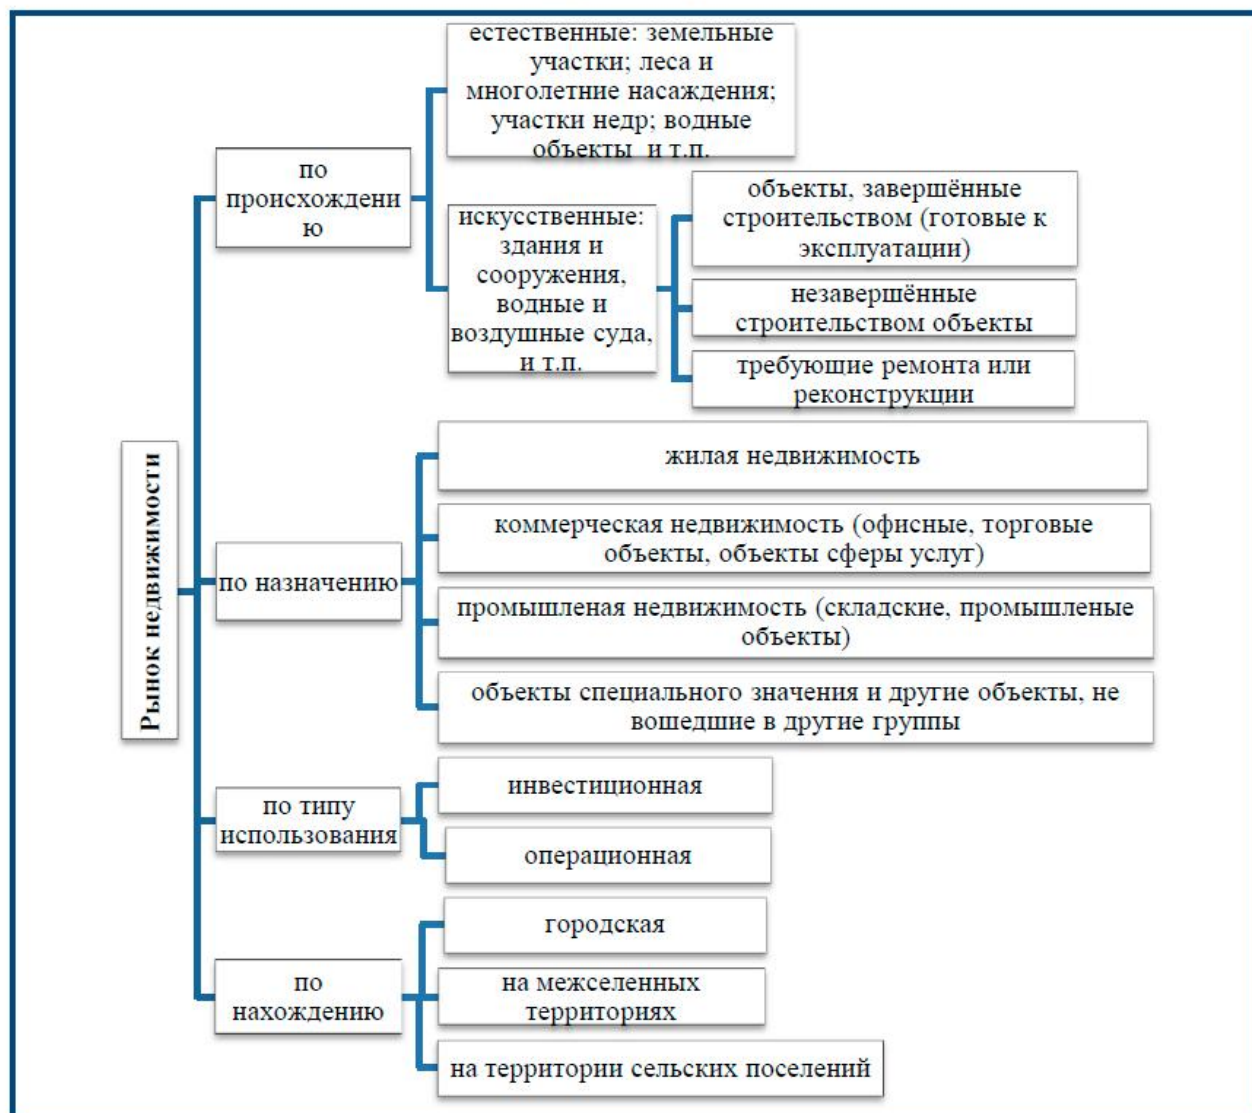 Рынок недвижимости
по
происхождени
ю
естественные: земельные
участки; леса и
многолетние насаждения;
участки недр; водные
объекты и т.п.
искусственные:
здания и
сооружения,
водные и
воздушные суда,
и т.п.
объекты, завершённые
строительством (готовые к
эксплуатации)
незавершённые
строительством объекты
требующие ремонта или
реконструкции
по назначению
жилая недвижимость
коммерческая недвижимость (офисные, торговые
объекты, объекты сферы услуг)
промышленая недвижимость (складские, промышленые
объекты)
объекты специального значения и другие объекты, не
вошедшие в другие группы
по типу
использования
инвестиционная
операционная
по
нахождению
городская
на межселенных
территориях
на территории сельских поселений